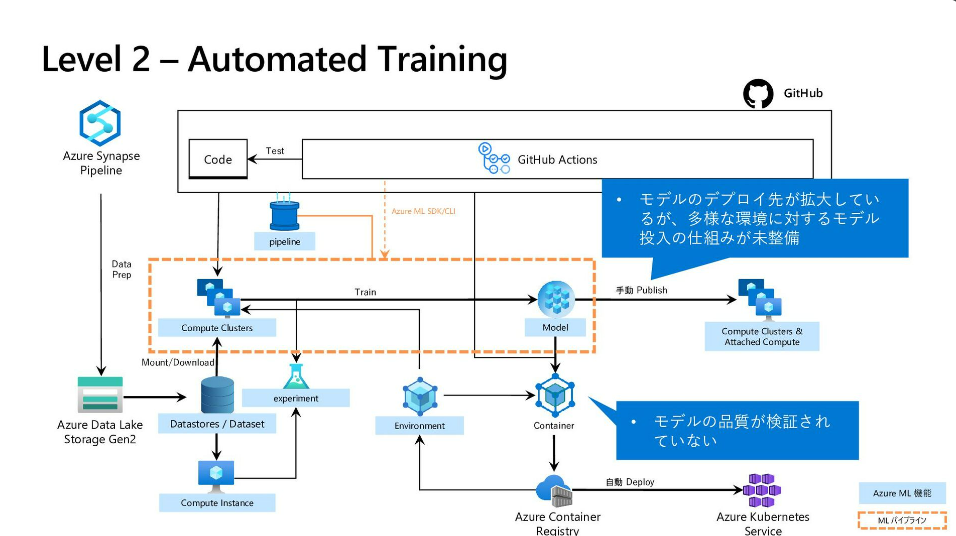 Level 2 – Automated Training
GitHub
Azure Synapse
Pipeline
Code
Test
GitHub Actions
Azure ML SDK/CLI
pipeline
• モデルのデプロイ先が拡大してい
るが、多様な環境に対するモデル
投入の仕組みが未整備
Data
Prep
Train
手動 Publish
Compute Clusters
Model
Compute Clusters &
Attached Compute
Mount/Download
experiment
Azure Data Lake
Storage Gen2
Datastores / Dataset
Environment
Container
• モデルの品質が検証され
ていない
Compute Instance
自動 Deploy
Azure Container
Registry
Azure Kubernetes
Service
Azure ML 機能
MLパイプライン